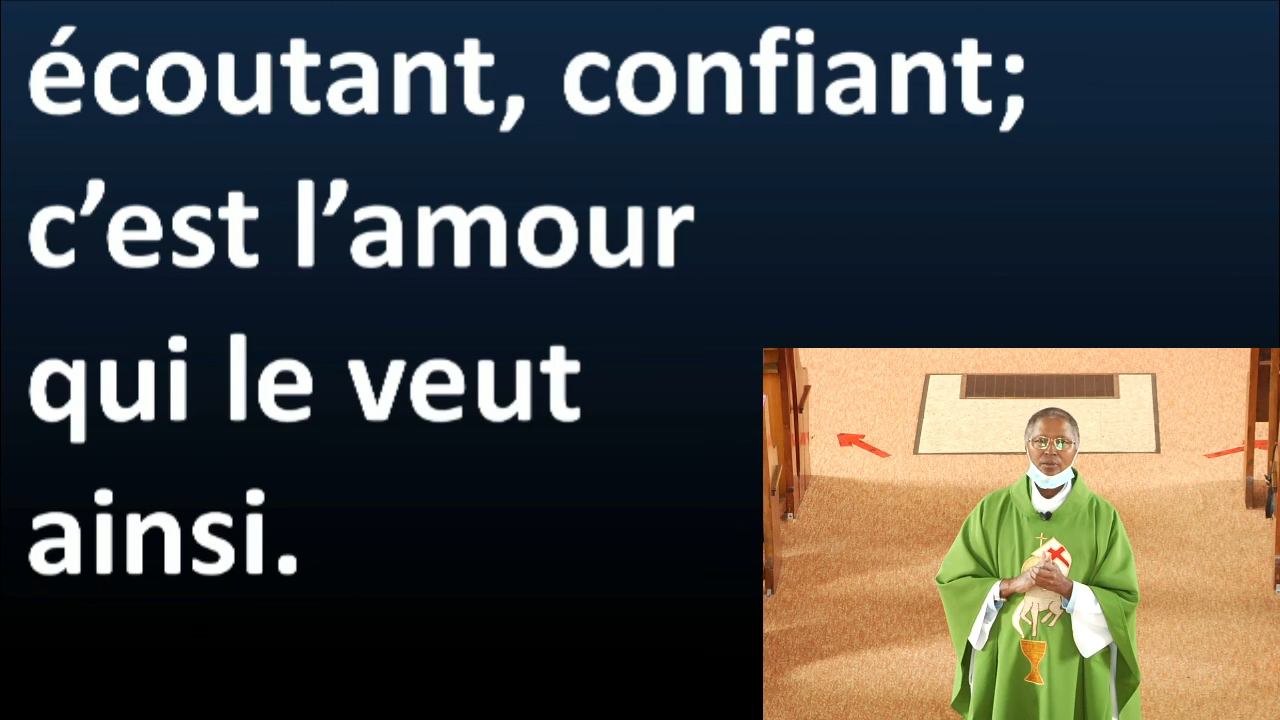 écoutant, confiant;
c’est l’amour
qui le veut
ainsi.